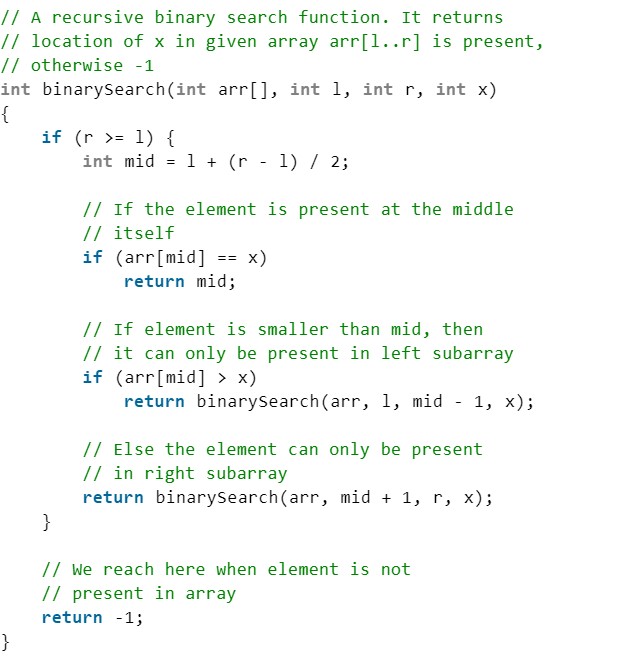 // A recursive binary search function. It returns
// location of x in given array arr[l..r] is present,
// otherwise -1
int binarySearch(int arr[], int l, int r, int x)
{
    if (r >= l) {
        int mid = l + (r - l) / 2;

        // If the element is present at the middle
        // itself
        if (arr[mid] == x)
            return mid;

        // If element is smaller than mid, then
        // it can only be present in left subarray
        if (arr[mid] > x)
            return binarySearch(arr, l, mid - 1, x);

        // Else the element can only be present
        // in right subarray
        return binarySearch(arr, mid + 1, r, x);
    }

    // We reach here when element is not
    // present in array
    return -1;
}